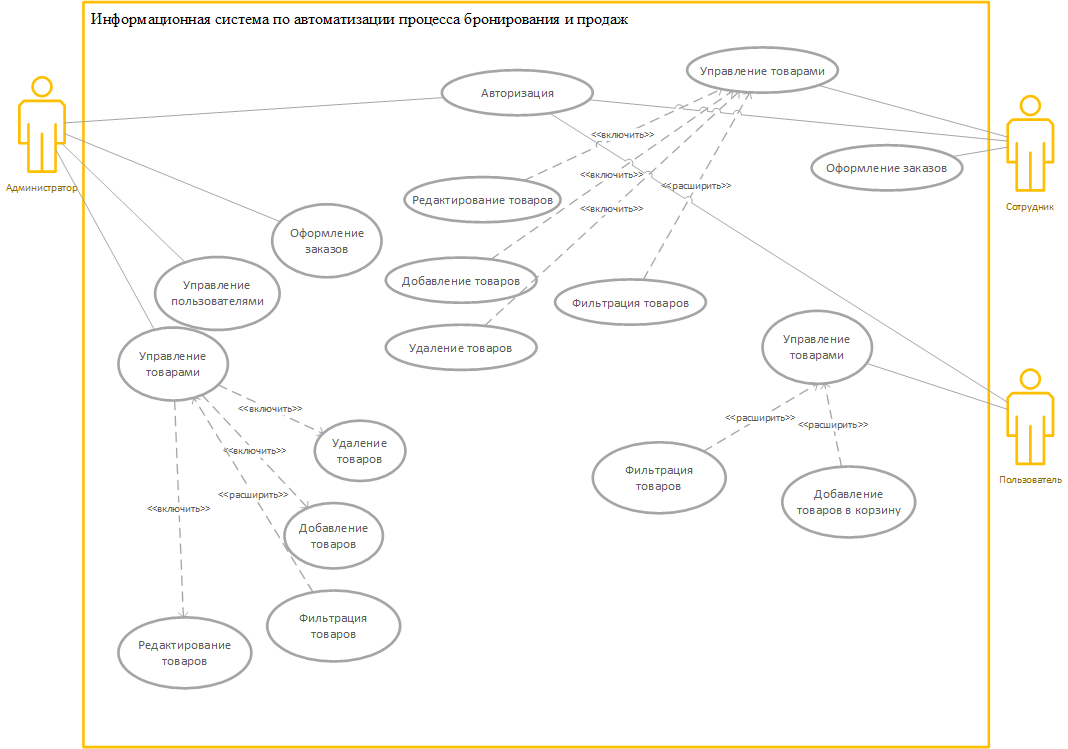 Информационная система по автоматизации процесса бронирования и продаж
Управление товарами
Авторизация
<<включить>>
Оформление заказов
<<включить>>
<<расширить>>
Администратор
Редактирование товаров
Сотрудник
<<включить>>
Оформление
заказов
Добавление товаров
Управление
пользователями
Фильтрация товаров
Управление
товарами
Удаление товаров
Управление
товарами
<<включить>>
<<расширить>>
<<расширить>>
Удаление
товаров
<<включить>>
Фильтрация
товаров
Пользователь
<<расширить>>
Добавление
товаров в корзину
<<включить>>
Добавление
товаров
Фильтрация
товаров
Редактирование
товаров